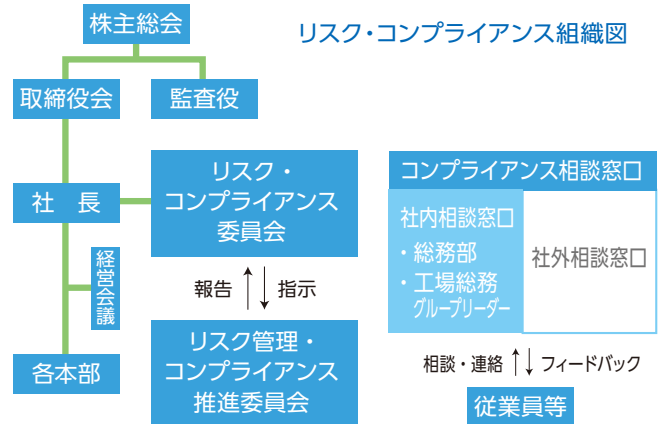 リスク・コンプライアンス組織図
株主総会
取締役会
監査役
社 長
リスク・
コンプライアンス
委員会
経営会議
報告
指示
各本部
リスク管理・
コンプライアンス
推進委員会
コンプライアンス相談窓口
社内相談窓口
・総務部
・工場総務
グループリーダー
社外相談窓口
相談・連絡
フィードバック
従業員等